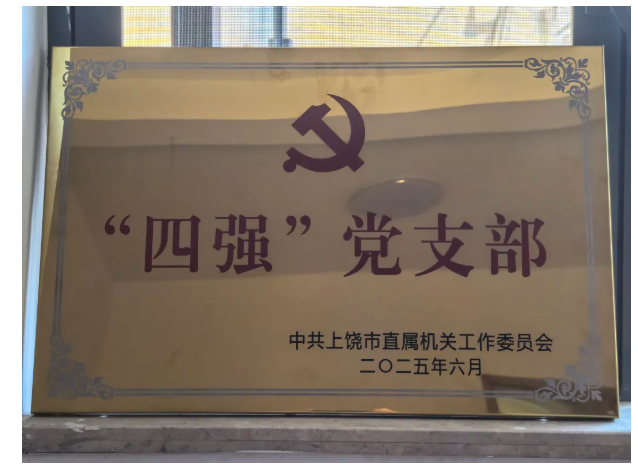 “四强”党支部
中共上饶市直属机关工作委员会
二〇二五年六月